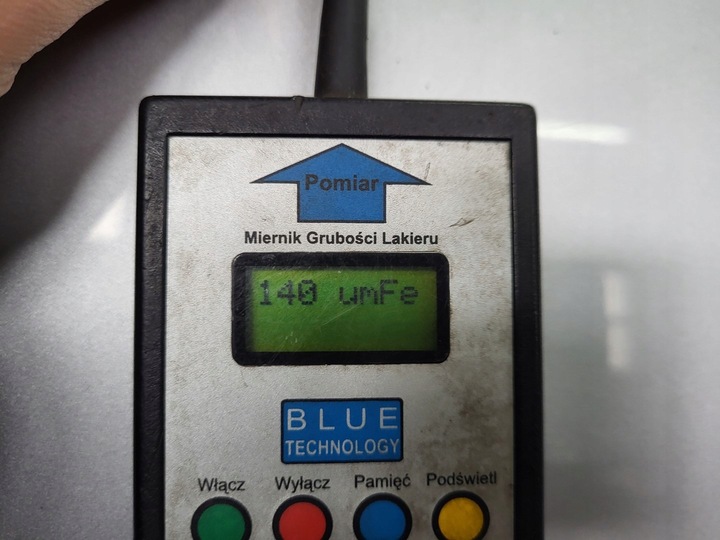 Pomiar
Miernik Grubości Lakieru
140 umFe
BLUE
TECHNOLOGY
Włącz Wyłącz Pamięć Podświetl